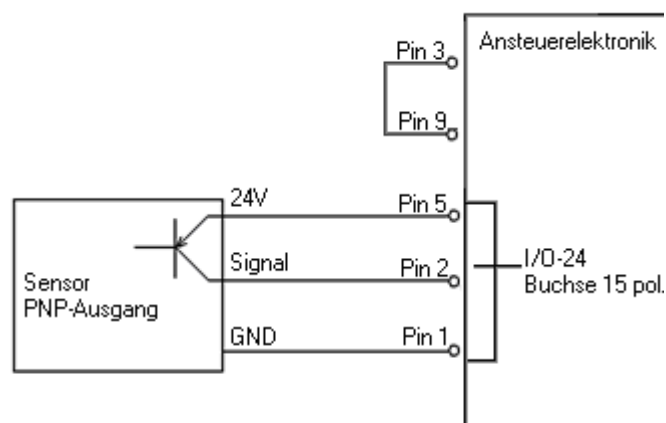 Ansteuerelektronik
Pin 3
Pin 9
24V
Pin 5
Signal
Pin 2
GND
Pin 1
Sensor
PNP-Ausgang
I/O-24
Buchse 15 pol.